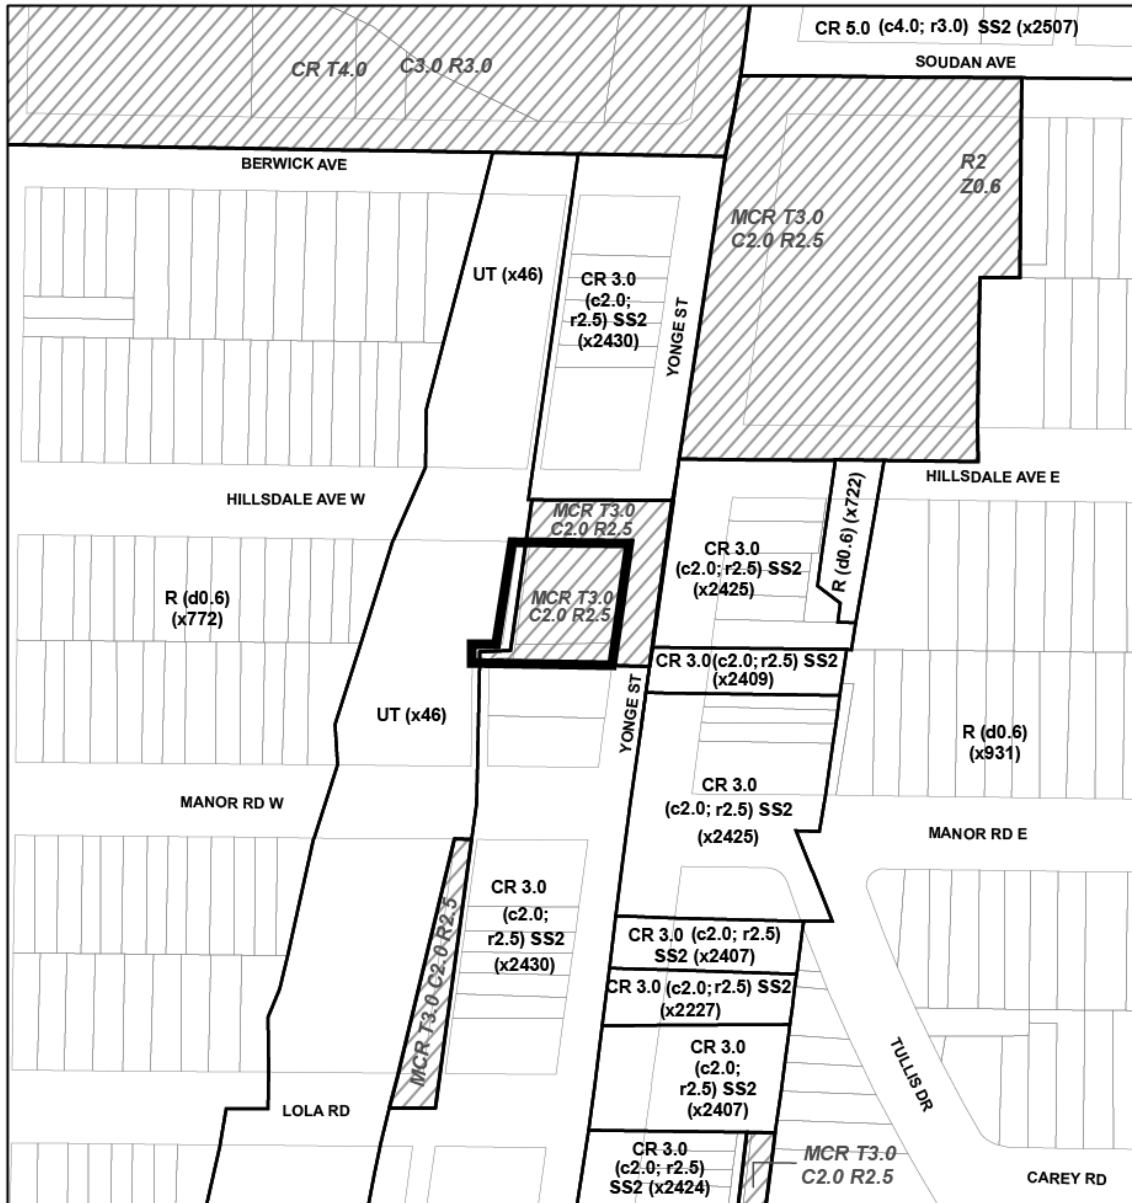 CR 5.0 (c4.0; r3.0) SS2 (x2507)
SOUDAN AVE
CR T4.0 C3.0 R3.0
BERWICK AVE
R2
Z0.6
MCR T3.0
C2.0 R2.5
UT (x46)
CR 3.0
(c2.0;
r2.5) SS2
(x2430)
YONGE ST
HILLSDALE AVE W
HILLSDALE AVE E
MCR T3.0
C2.0 R2.5
R (d0.6) (x722)
CR 3.0
(c2.0; r2.5) SS2
(x2425)
R (d0.6)
(x772)
MCR T3.0
C2.0 R2.5
CR 3.0(c2.0; r2.5) SS2
(x2409)
YONGE ST
UT (x46)
R (d0.6)
(x931)
CR 3.0
(c2.0; r2.5) SS2
(x2425)
MANOR RD W
MANOR RD E
CR 3.0
(c2.0;
r2.5) SS2
(x2430)
MCR T3.0 C2.0 R2.5
CR 3.0 (c2.0; r2.5)
SS2 (x2407)
CR 3.0 (c2.0; r2.5) SS2
(x2227)
CR 3.0
(c2.0;
r2.5) SS2
(x2407)
TULLIS DR
LOLA RD
CR 3.0
(c2.0; r2.5)
SS2 (x2424)
MCR T3.0
C2.0 R2.5
CAREY RD